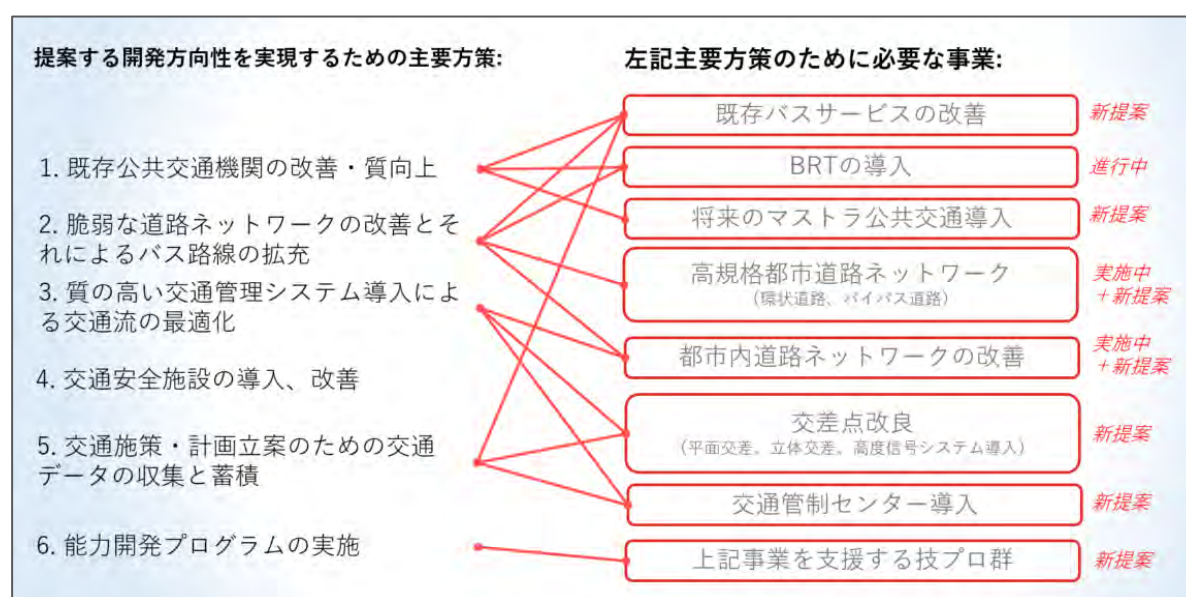 提案する開発方向性を実現するための主要方策:
1. 既存公共交通機関の改善・質向上
2. 脆弱な道路ネットワークの改善とそ
れによるバス路線の拡充
3. 質の高い交通管理システム導入によ
る交通流の最適化
4. 交通安全施設の導入、改善
5. 交通施策・計画立案のための交通
データの収集と蓄積
6. 能力開発プログラムの実施
左記主要方策のために必要な事業:
既存バスサービスの改善
新提案
BRTの導入
進行中
将来のマストラ公共交通導入
新提案
高規格都市道路ネットワーク
(環状道路、バイパス道路)
実施中
+新提案
都市内道路ネットワークの改善
実施中
+新提案
交差点改良
(平面交差、立体交差、高度信号システム導入)
新提案
交通管制センター導入
新提案
上記事業を支援する技プロ群
新提案